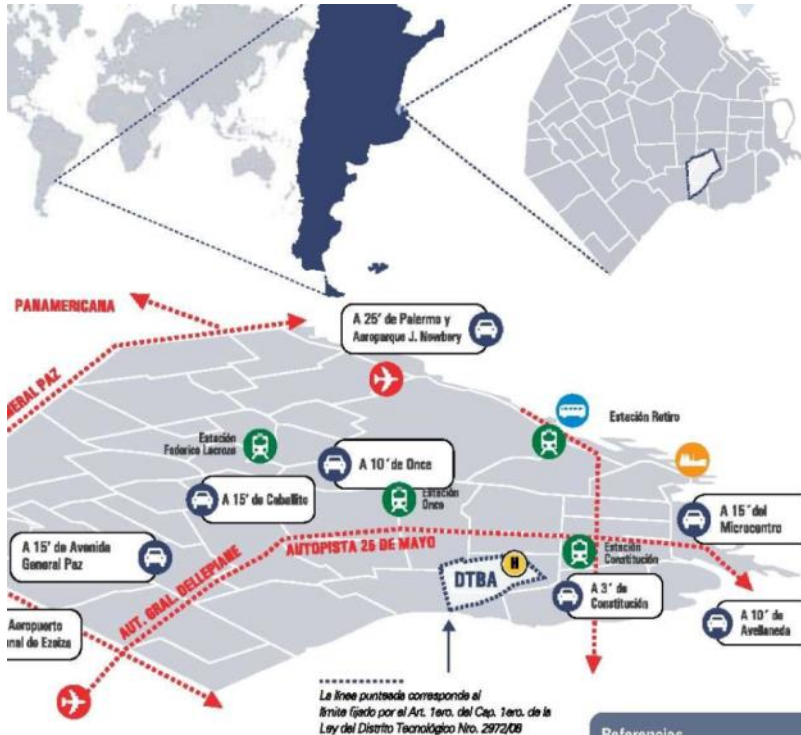 PANAMERICANA
A 25' de Palermo y
Aeroparque J. Newbery
GENERAL PAZ
Estación Retiro
Estación
Federico Lacroze
A 10' de Once
A 15' de Caballito
Estación
Once
A 15' del
Microcentro
A 15' de Avenida
General Paz
AUTOPISTA 25 DE MAYO
Estación
Constitución
H
DTBA
AUT. GRAL. DELLEPIANE
A 3' de
Constitución
A 10' de
Avellaneda
Aeropuerto
nal de Ezeiza
La línea punteada corresponde al
límite fijado por el Art. 1ero. del Cap. 1ero. de la
Ley del Distrito Tecnológico Nro. 2972/08
Referencias